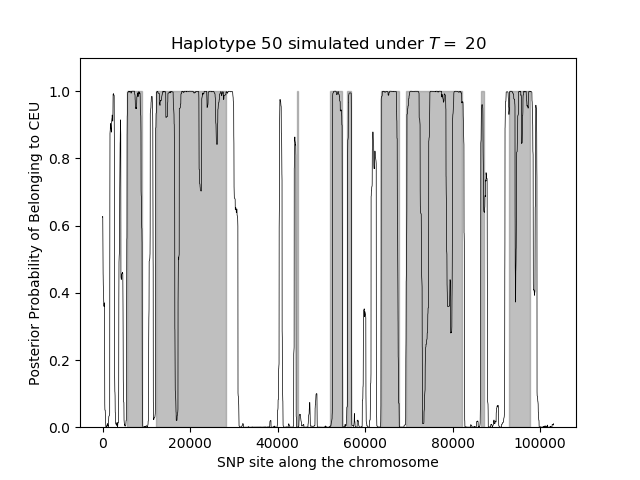 Haplotype 50 simulated under T = 20
Posterior Probability of Belonging to CEU
1.0
0.8
0.6
0.4
0.2
0.0
0 20000 40000 60000 80000 100000
SNP site along the chromosome